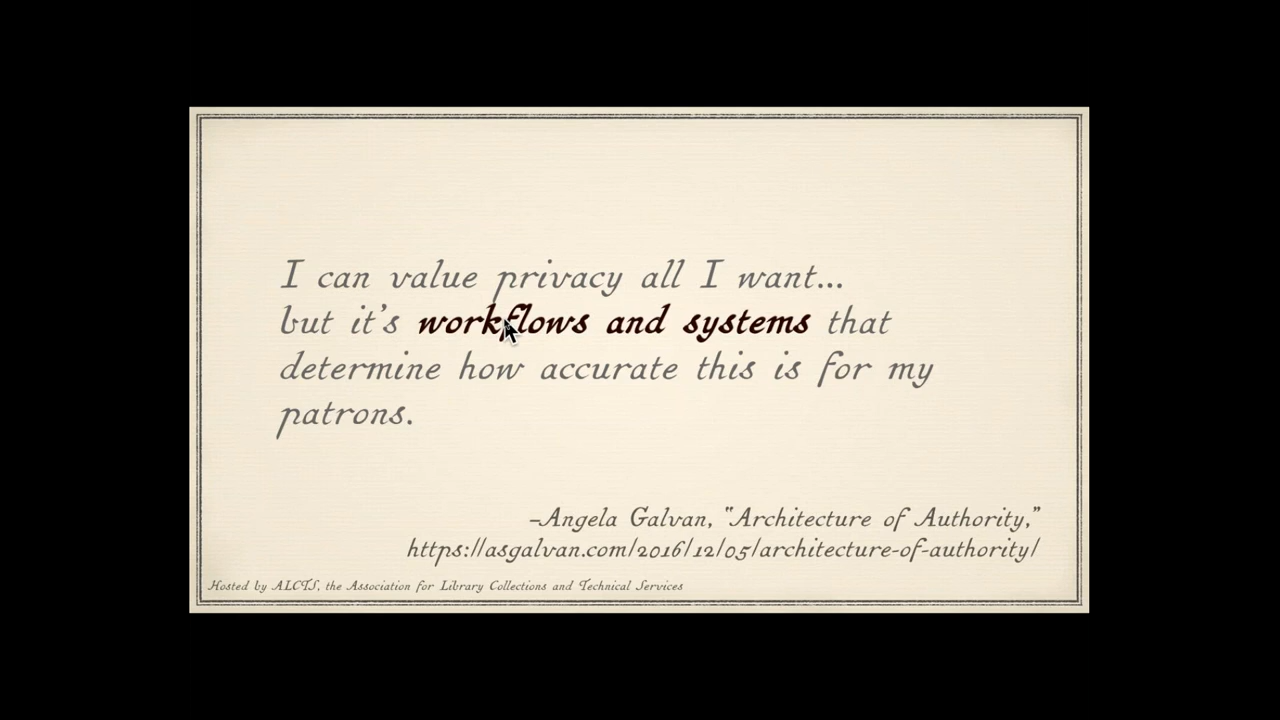 I can value privacy all I want...
but it's workflows and systems that
determine how accurate this is for my
patrons.
–Angela Galvan, "Architecture of Authority,"
https://asgalvan.com/2016/12/05/architecture-of-authority/
Hosted by ALCTS, the Association for Library Collections and Technical Services